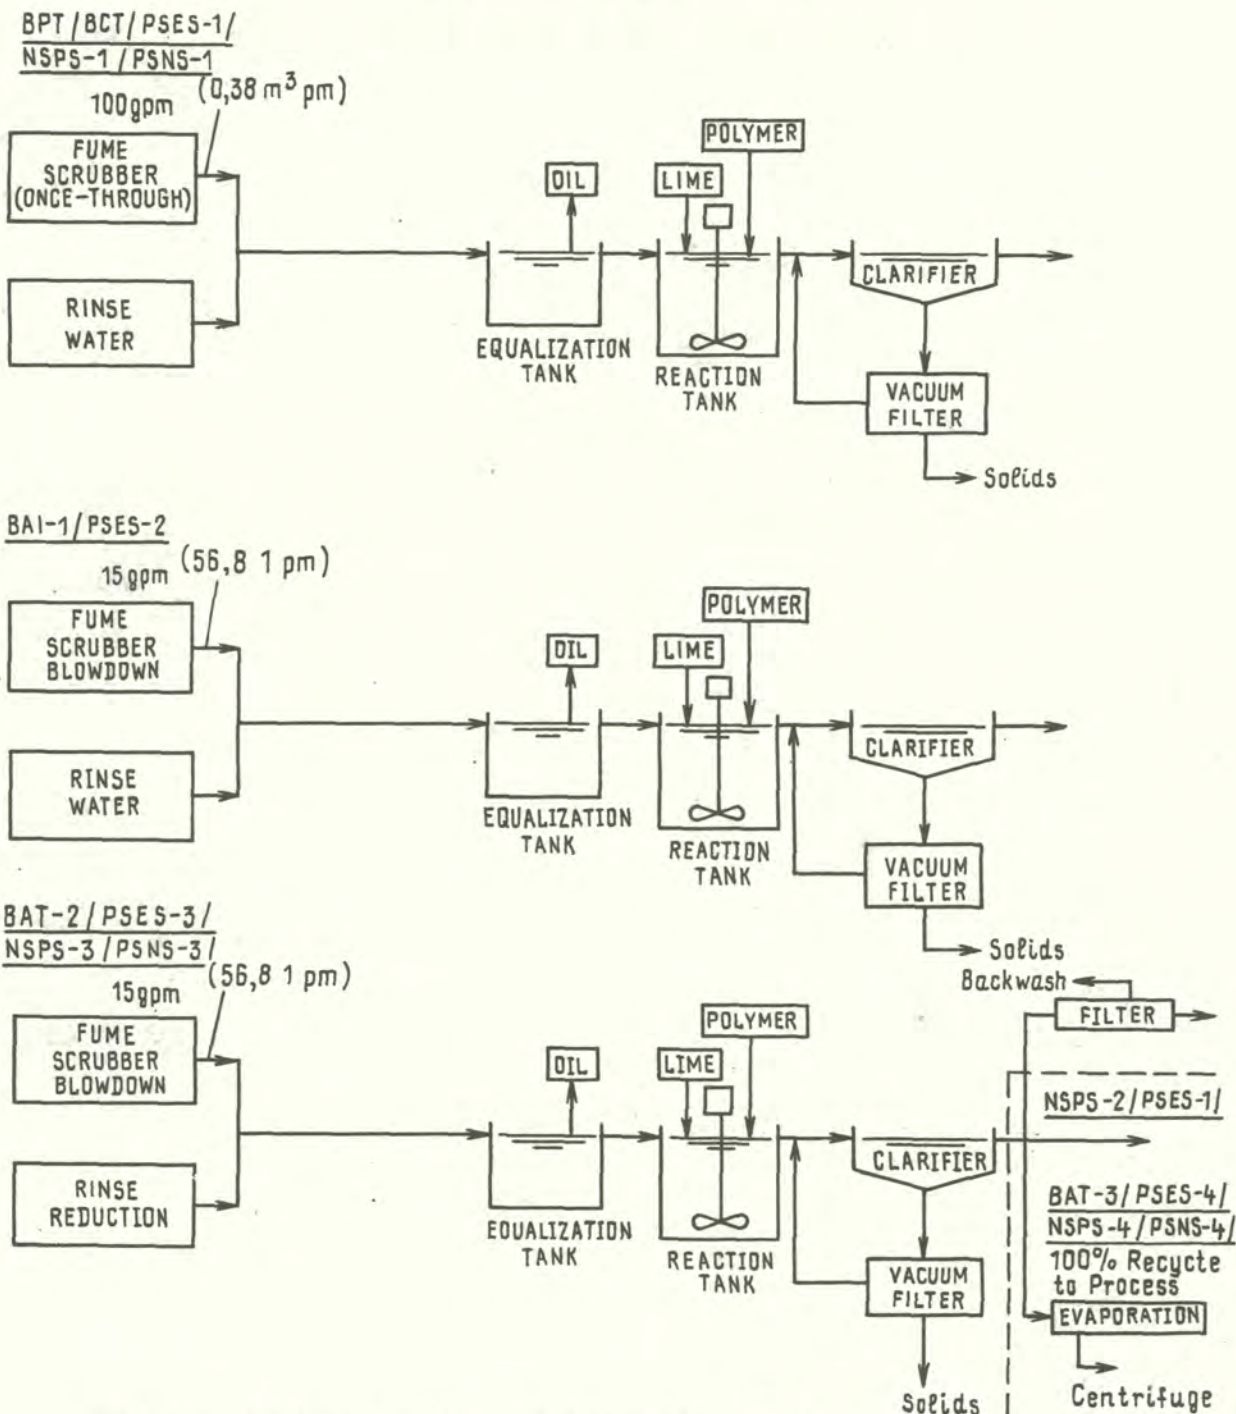 BPT/BCT/PSES-1/
NSPS-1/PSNS-1
100gpm (0,38 m³ pm)
FUME
SCRUBBER
(ONCE-THROUGH)
RINSE
WATER
OIL
LIME
POLYMER
EQUALIZATION
TANK
REACTION
TANK
CLARIFIER
VACUUM
FILTER
Solids
BAI-1/PSES-2
15gpm (56,8 1 pm)
FUME
SCRUBBER
BLOWDOWN
RINSE
WATER
OIL
LIME
POLYMER
EQUALIZATION
TANK
REACTION
TANK
CLARIFIER
VACUUM
FILTER
Solids
BAT-2/PSES-3/
NSPS-3/PSNS-3/
15gpm (56,8 1 pm)
FUME
SCRUBBER
BLOWDOWN
RINSE
REDUCTION
OIL
LIME
POLYMER
EQUALIZATION
TANK
REACTION
TANK
CLARIFIER
VACUUM
FILTER
Solids
Backwash
FILTER
NSPS-2/PSES-1/
BAT-3/PSES-4/
NSPS-4/PSNS-4/
100% Recycte
to Process
EVAPORATION
Centrifuge